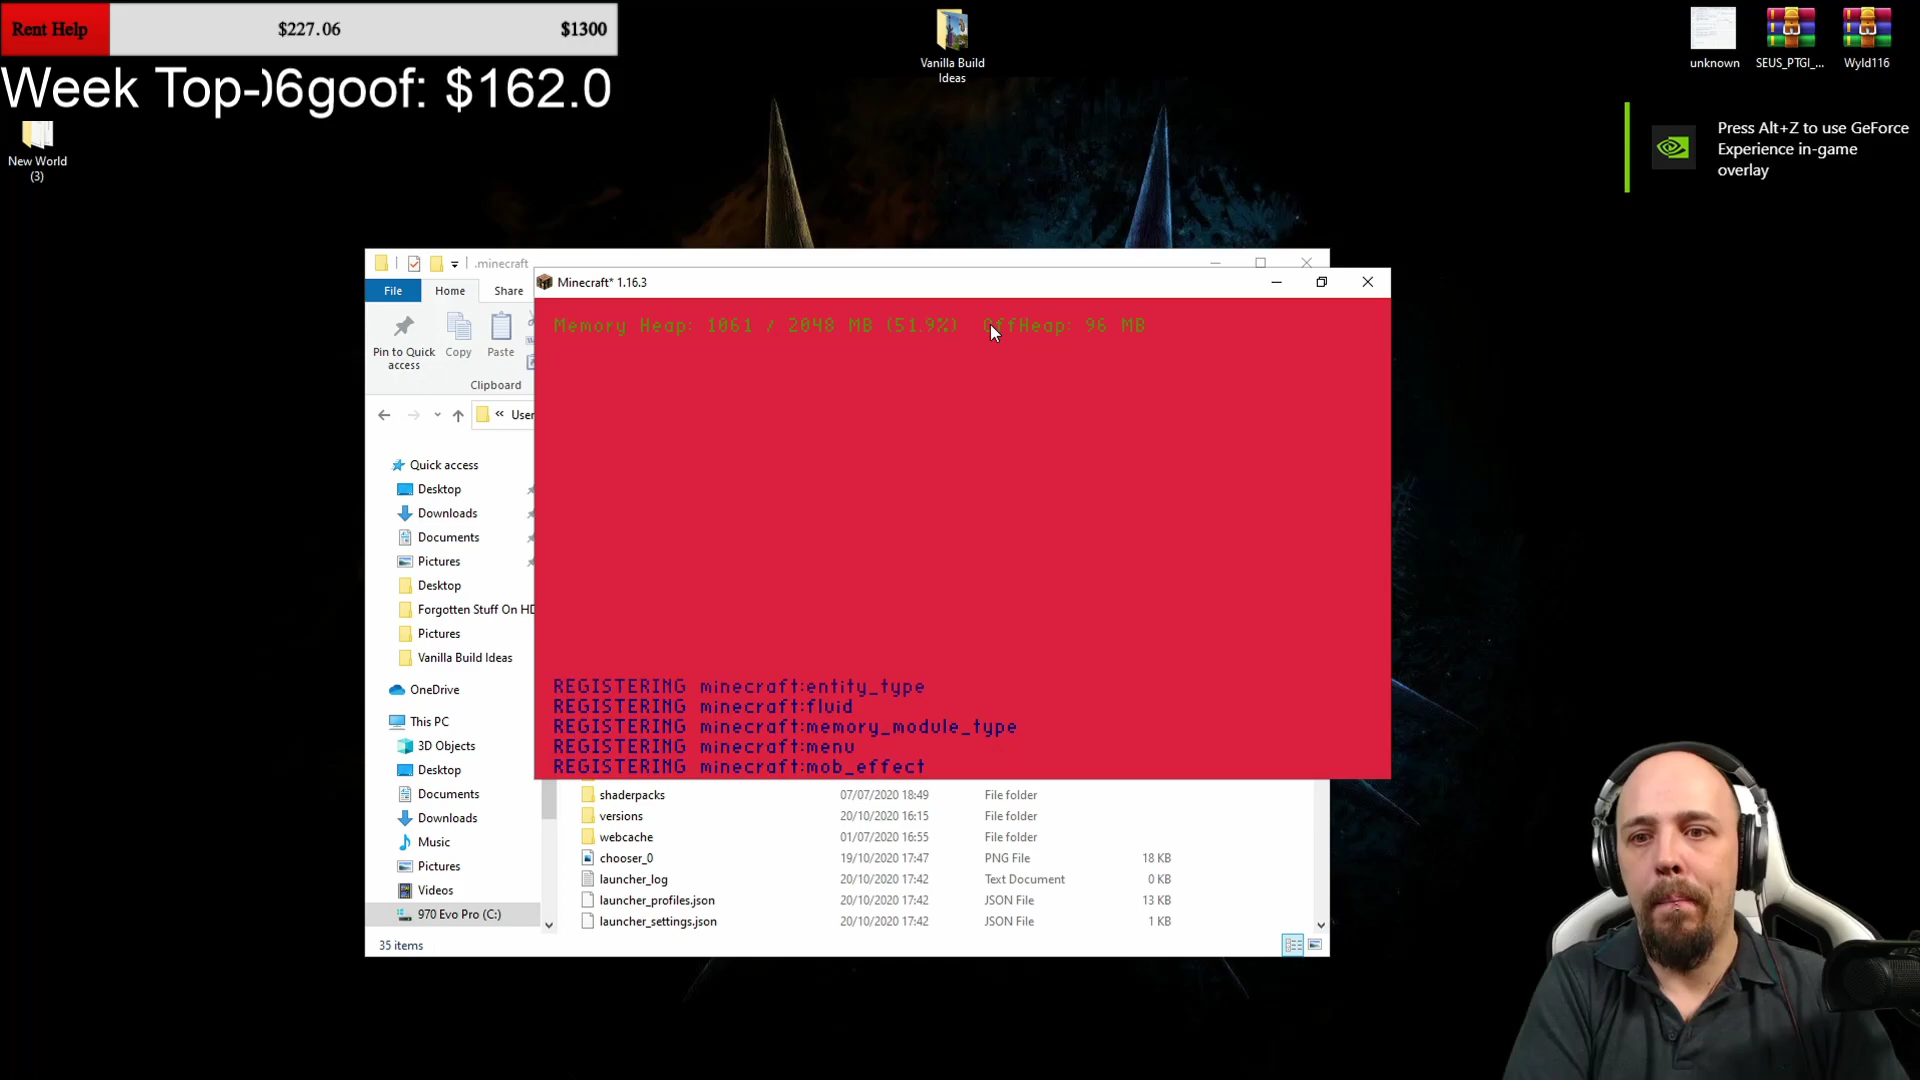 Rent Help
$227.06
$1300
Week Top-
06goof: $162.0
New World
(3)
Vanilla Build
Ideas
unknown
SEUS_PTGI_...
Wyld116
Press Alt+Z to use GeForce
Experience in-game
overlay
.minecraft
File
Home
Share
Pin to Quick
access
Copy
Paste
Clipboard
« User
Minecraft* 1.16.3
Memory Heap: 1061 / 2048 MB (51.9%) OffHeap: 96 MB
REGISTERING minecraft:entity_type
REGISTERING minecraft:fluid
REGISTERING minecraft:memory_module_type
REGISTERING minecraft:menu
REGISTERING minecraft:mob_effect
Quick access
Desktop
Downloads
Documents
Pictures
Desktop
Forgotten Stuff On HD
Pictures
Vanilla Build Ideas
OneDrive
This PC
3D Objects
Desktop
Documents
Downloads
Music
Pictures
Videos
970 Evo Pro (C:)
shaderpacks 07/07/2020 18:49 File folder
versions 20/10/2020 16:15 File folder
webcache 01/07/2020 16:55 File folder
chooser_0 19/10/2020 17:47 PNG File 18 KB
launcher_log 20/10/2020 17:42 Text Document 0 KB
launcher_profiles.json 20/10/2020 17:42 JSON File 13 KB
launcher_settings.json 20/10/2020 17:42 JSON File 1 KB
35 items